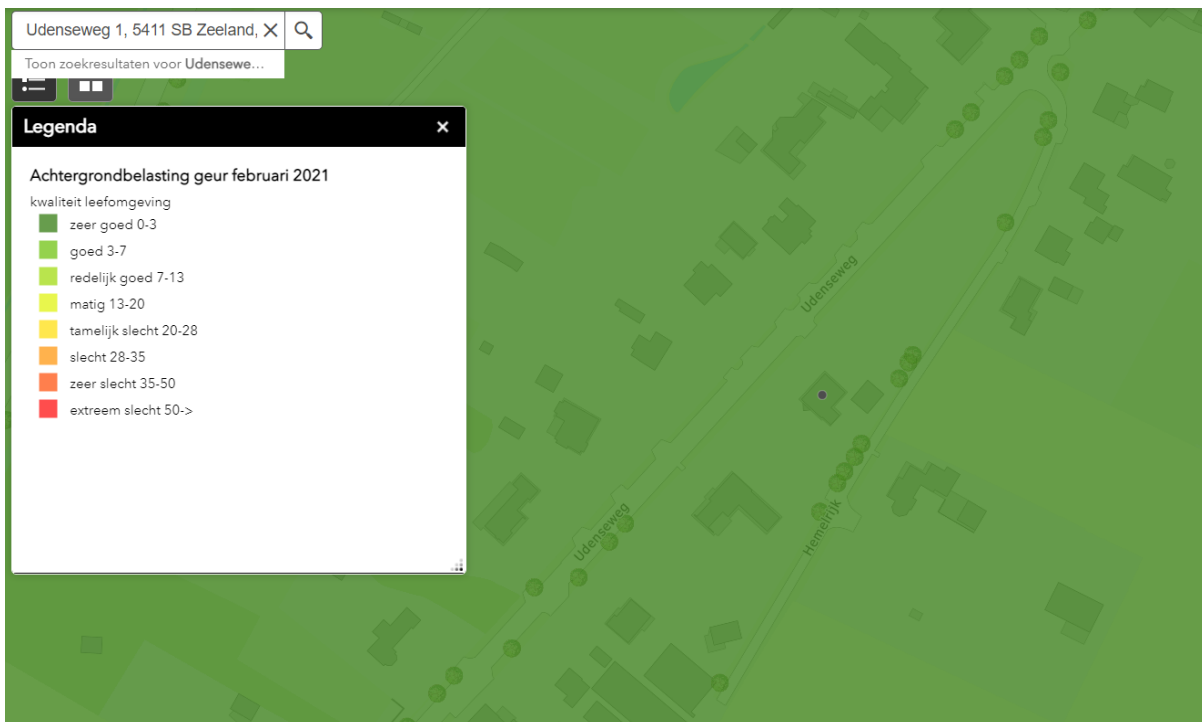 Udenseweg 1, 5411 SB Zeeland,
Toon zoekresultaten voor Udensewe...
Legenda
Achtergrondbelasting geur februari 2021
kwaliteit leefomgeving
zeer goed 0-3
goed 3-7
redelijk goed 7-13
matig 13-20
tamelijk slecht 20-28
slecht 28-35
zeer slecht 35-50
extreem slecht 50->
Udenseweg
Udenseweg
Hemelrijk